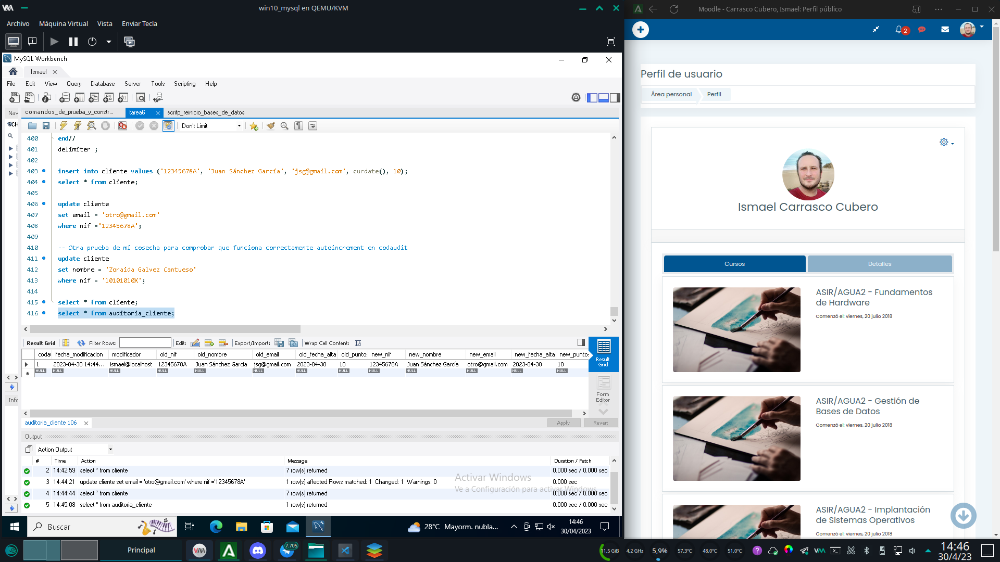 win10_mysql en QEMU/KVM
Archivo Máquina Virtual Vista Enviar Tecla
MySQL Workbench
Ismael
File Edit View Query Database Server Tools Scripting Help
Nav comandos_de_prueba_y_constr... tarea6 scritp_reinicio_bases_de_datos
Don't Limit
400 end//
401 delimiter ;
402
403 insert into cliente values ('12345678A', 'Juan Sánchez García', 'jsg@gmail.com', curdate(), 10);
404 select * from cliente;
405
406 update cliente
407 set email = 'otro@gmail.com'
408 where nif ='12345678A';
409
410 -- Otra prueba de mi cosecha para comprobar que funciona correctamente autoincrement en codaudit
411 update cliente
412 set nombre = 'Zoraida Galvez Cantueso'
413 where nif = '10101010X';
414
415 select * from cliente;
416 select * from auditoria_cliente;
Result Grid Filter Rows: Edit: Export/Import: Wrap Cell Content:
codau fecha_modificacion modificador old_nif old_nombre old_email old_fecha_alta old_puntos new_nif new_nombre new_email new_fecha_alta new_puntos
1 2023-04-30 14:44... ismael@localhost 12345678A Juan Sánchez García jsg@gmail.com 2023-04-30 10 12345678A Juan Sánchez García otro@gmail.com 2023-04-30 10
NULL NULL NULL NULL NULL NULL NULL NULL NULL NULL NULL NULL NULL
Result Grid
Form Editor
Info
auditoria_cliente 106 Apply Revert
Output
Action Output
# Time Action Message Duration / Fetch
2 14:42:59 select * from cliente 7 row(s) returned 0.000 sec / 0.000 sec
3 14:44:21 update cliente set email = 'otro@gmail.com' where nif ='12345678A' 1 row(s) affected Rows matched: 1 Changed: 1 Warnings: 0 0.000 sec
4 14:44:44 select * from cliente 7 row(s) returned 0.000 sec / 0.000 sec
5 14:45:08 select * from auditoria_cliente 1 row(s) returned 0.000 sec / 0.000 sec
Activar Windows
Ve a Configuración para activar Windows.
Buscar 28°C Mayorm. nubla... 14:46
30/04/2023
Moodle - Carrasco Cubero, Ismael: Perfil público
2
Perfil de usuario
Área personal Perfil
Ismael Carrasco Cubero
Cursos Detalles
ASIR/AGUA2 - Fundamentos
de Hardware
Comenzó el: viernes, 20 julio 2018
ASIR/AGUA2 - Gestión de
Bases de Datos
Comenzó el: viernes, 20 julio 2018
ASIR/AGUA2 - Implantación
de Sistemas Operativos
Comenzó el: viernes, 20 julio 2018
Principal 7.705 11,5 GiB 4,2 GHz 5,9% 57,3°C 48,0°C 51,0°C 14:46
30/4/23